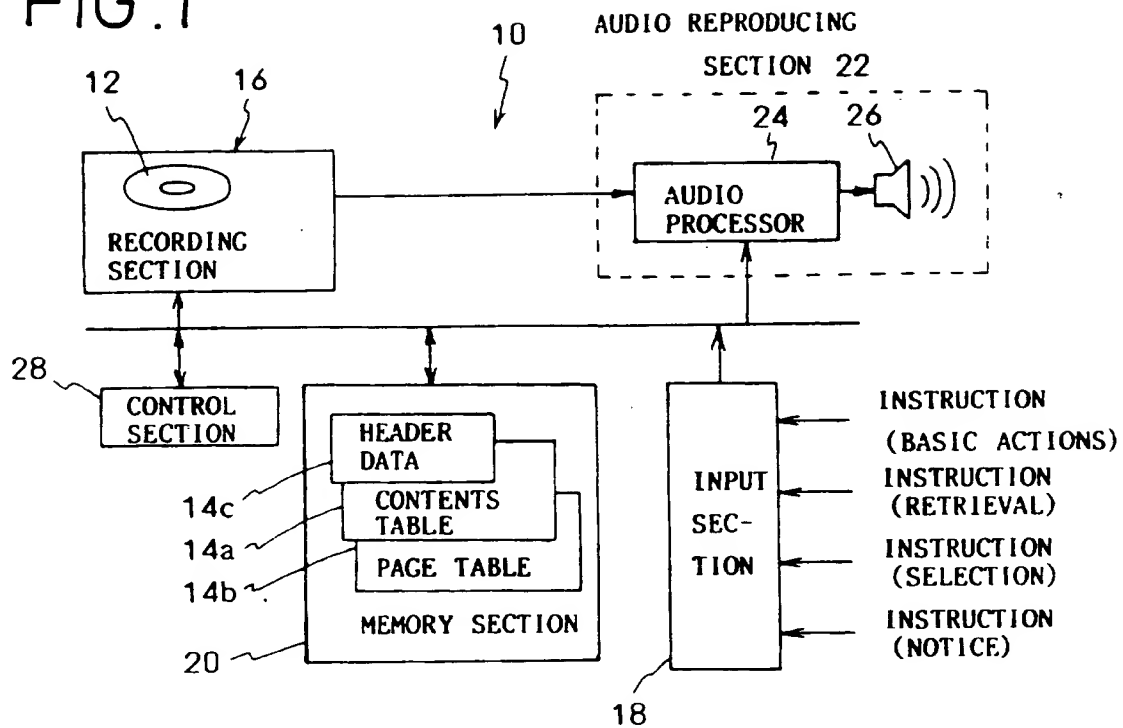 FIG.1
10
AUDIO REPRODUCING
SECTION 22
12
16
24
26
RECORDING
SECTION
AUDIO
PROCESSOR
28
CONTROL
SECTION
HEADER
DATA
14c
CONTENTS
TABLE
14a
PAGE TABLE
14b
MEMORY SECTION
20
INPUT
SEC-
TION
18
INSTRUCTION
(BASIC ACTIONS)
INSTRUCTION
(RETRIEVAL)
INSTRUCTION
(SELECTION)
INSTRUCTION
(NOTICE)